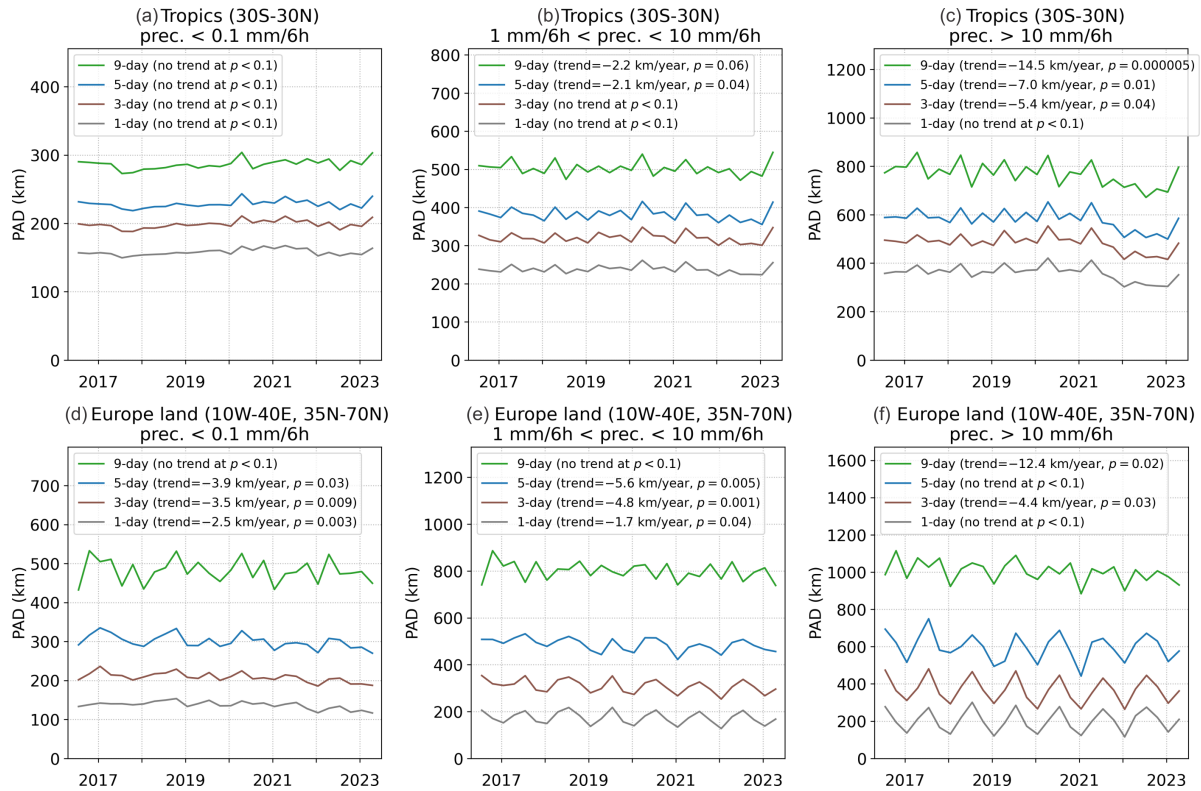 (a) Tropics (30S-30N)
prec. < 0.1 mm/6h
9-day (no trend at p < 0.1)
5-day (no trend at p < 0.1)
3-day (no trend at p < 0.1)
1-day (no trend at p < 0.1)
PAD (km)
400
300
200
100
0
2017 2019 2021 2023
(b) Tropics (30S-30N)
1 mm/6h < prec. < 10 mm/6h
9-day (trend=−2.2 km/year, p = 0.06)
5-day (trend=−2.1 km/year, p = 0.04)
3-day (no trend at p < 0.1)
1-day (no trend at p < 0.1)
PAD (km)
800
700
600
500
400
300
200
100
0
2017 2019 2021 2023
(c) Tropics (30S-30N)
prec. > 10 mm/6h
9-day (trend=−14.5 km/year, p = 0.000005)
5-day (trend=−7.0 km/year, p = 0.01)
3-day (trend=−5.4 km/year, p = 0.04)
1-day (no trend at p < 0.1)
PAD (km)
1200
1000
800
600
400
200
0
2017 2019 2021 2023
(d) Europe land (10W-40E, 35N-70N)
prec. < 0.1 mm/6h
9-day (no trend at p < 0.1)
5-day (trend=−3.9 km/year, p = 0.03)
3-day (trend=−3.5 km/year, p = 0.009)
1-day (trend=−2.5 km/year, p = 0.003)
PAD (km)
700
600
500
400
300
200
100
0
2017 2019 2021 2023
(e) Europe land (10W-40E, 35N-70N)
1 mm/6h < prec. < 10 mm/6h
9-day (no trend at p < 0.1)
5-day (trend=−5.6 km/year, p = 0.005)
3-day (trend=−4.8 km/year, p = 0.001)
1-day (trend=−1.7 km/year, p = 0.04)
PAD (km)
1200
1000
800
600
400
200
0
2017 2019 2021 2023
(f) Europe land (10W-40E, 35N-70N)
prec. > 10 mm/6h
9-day (trend=−12.4 km/year, p = 0.02)
5-day (no trend at p < 0.1)
3-day (trend=−4.4 km/year, p = 0.03)
1-day (no trend at p < 0.1)
PAD (km)
1600
1400
1200
1000
800
600
400
200
0
2017 2019 2021 2023